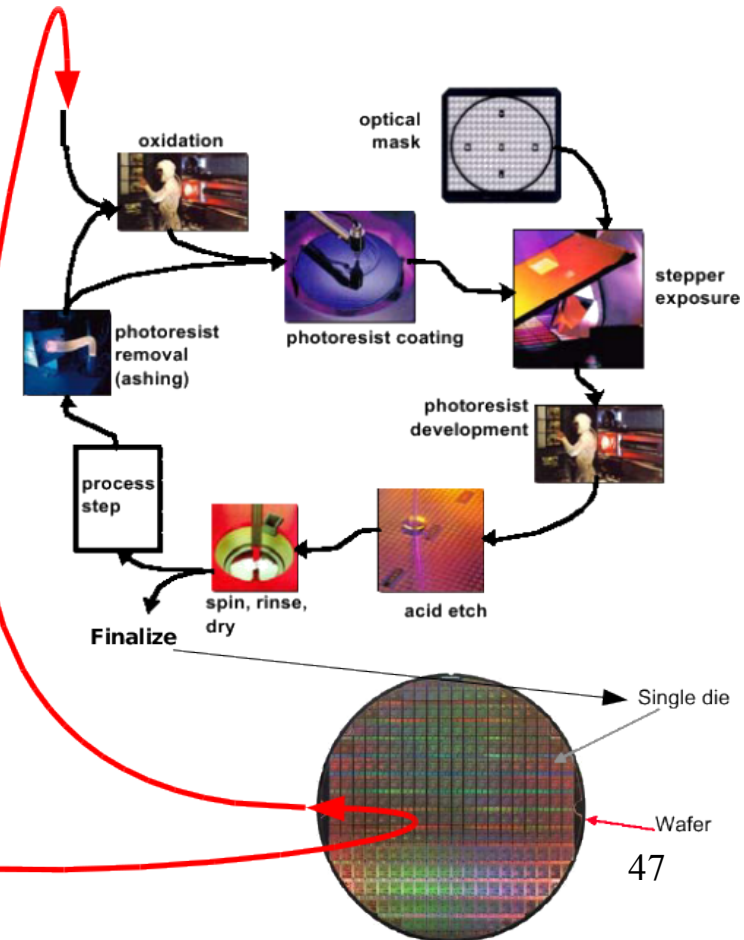 optical
mask
oxidation
stepper
exposure
photoresist coating
photoresist
removal
(ashing)
photoresist
development
process
step
acid etch
spin, rinse,
dry
Finalize
Single die
Wafer
47